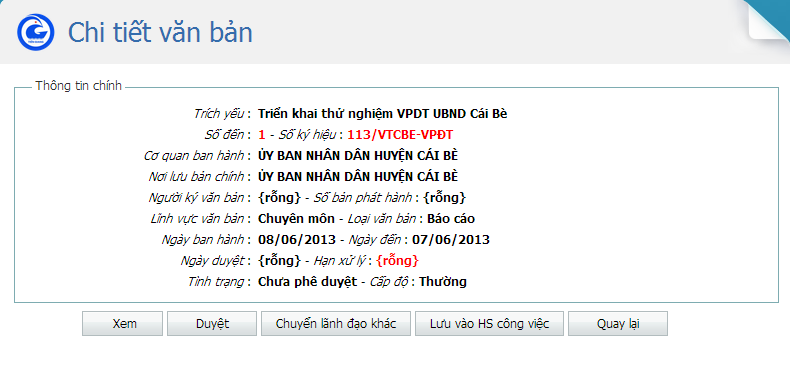 Chi tiết văn bản
Thông tin chính
Trích yếu : Triển khai thử nghiệm VPDT UBND Cái Bè
Số đến : 1 - Số ký hiệu : 113/VTCBE-VPĐT
Cơ quan ban hành : ỦY BAN NHÂN DÂN HUYỆN CÁI BÈ
Nơi lưu bản chính : ỦY BAN NHÂN DÂN HUYỆN CÁI BÈ
Người ký văn bản : {rỗng} - Số bản phát hành : {rỗng}
Lĩnh vực văn bản : Chuyên môn - Loại văn bản : Báo cáo
Ngày ban hành : 08/06/2013 - Ngày đến : 07/06/2013
Ngày duyệt : {rỗng} - Hạn xử lý : {rỗng}
Tình trạng : Chưa phê duyệt - Cấp độ : Thường
Xem Duyệt Chuyển lãnh đạo khác Lưu vào HS công việc Quay lại